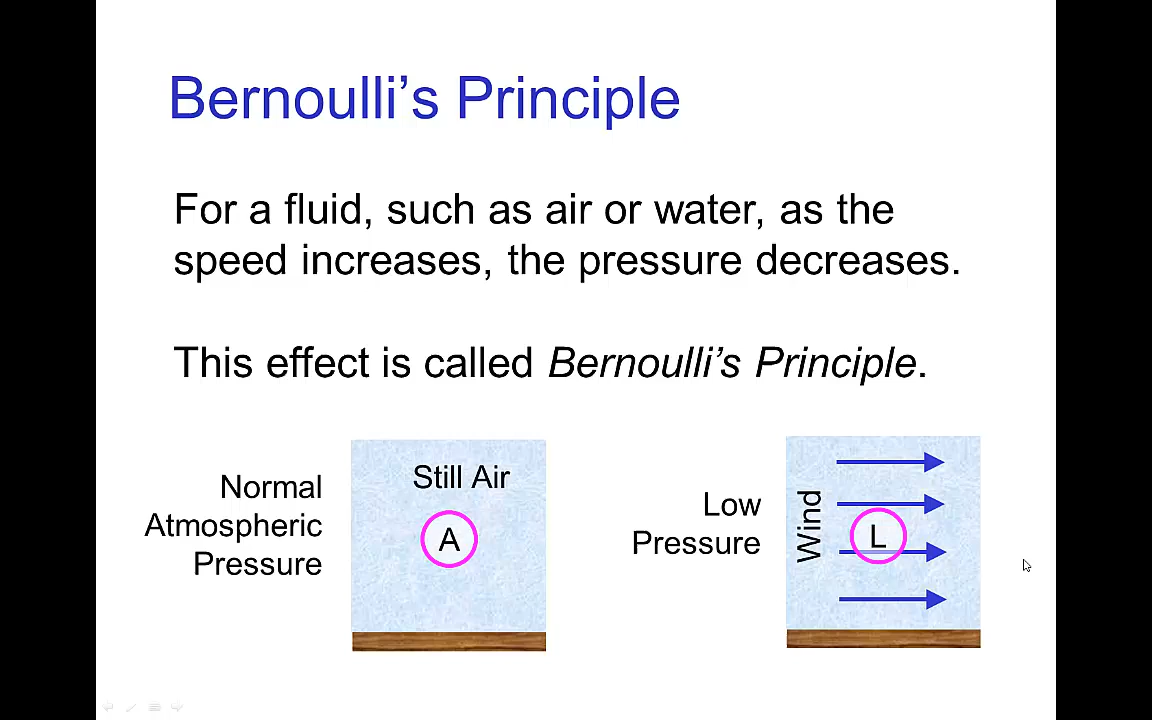 Bernoulli’s Principle
For a fluid, such as air or water, as the
speed increases, the pressure decreases.
This effect is called Bernoulli’s Principle.
Normal
Atmospheric
Pressure
Still Air
A
Low
Pressure
Wind
L